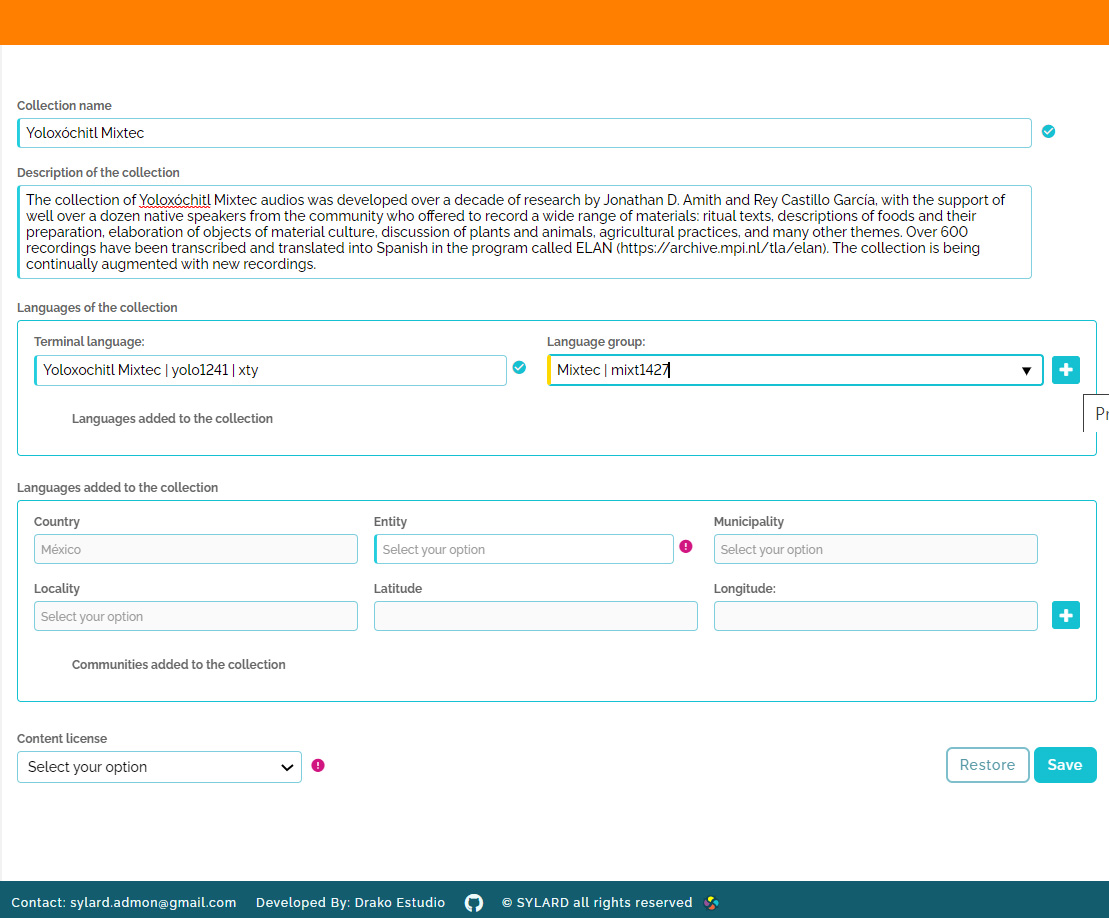 Collection name
Yoloxóchitl Mixtec
Description of the collection
The collection of Yoloxóchitl Mixtec audios was developed over a decade of research by Jonathan D. Amith and Rey Castillo García, with the support of
well over a dozen native speakers from the community who offered to record a wide range of materials: ritual texts, descriptions of foods and their
preparation, elaboration of objects of material culture, discussion of plants and animals, agricultural practices, and many other themes. Over 600
recordings have been transcribed and translated into Spanish in the program called ELAN (https://archive.mpi.nl/tla/elan). The collection is being
continually augmented with new recordings.
Languages of the collection
Terminal language: Language group:
Yoloxochitl Mixtec | yolo1241 | xty Mixtec | mixt1427
Languages added to the collection
Pr
Languages added to the collection
Country Entity Municipality
México Select your option Select your option
Locality Latitude Longitude:
Select your option
Communities added to the collection
Content license
Select your option Restore Save
Contact: sylard.admon@gmail.com Developed By: Drako Estudio © SYLARD all rights reserved